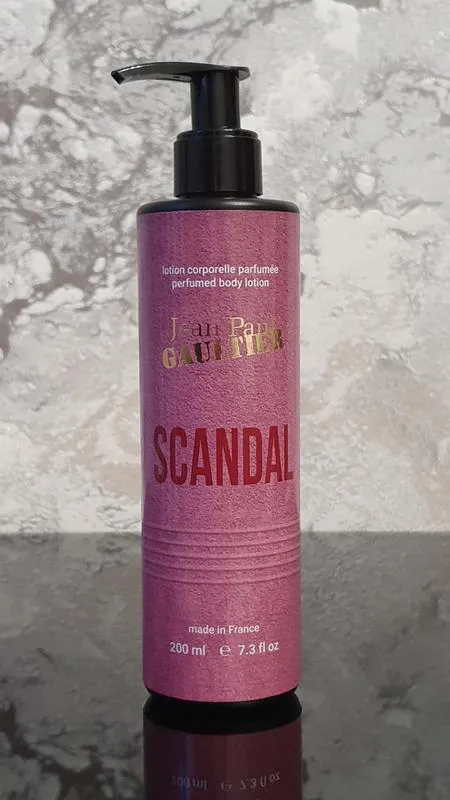 lotion corporelle parfumée
perfumed body lotion
Jean Paul
GAULTIER
SCANDAL
made in France
200 ml ℮ 7.3 fl oz